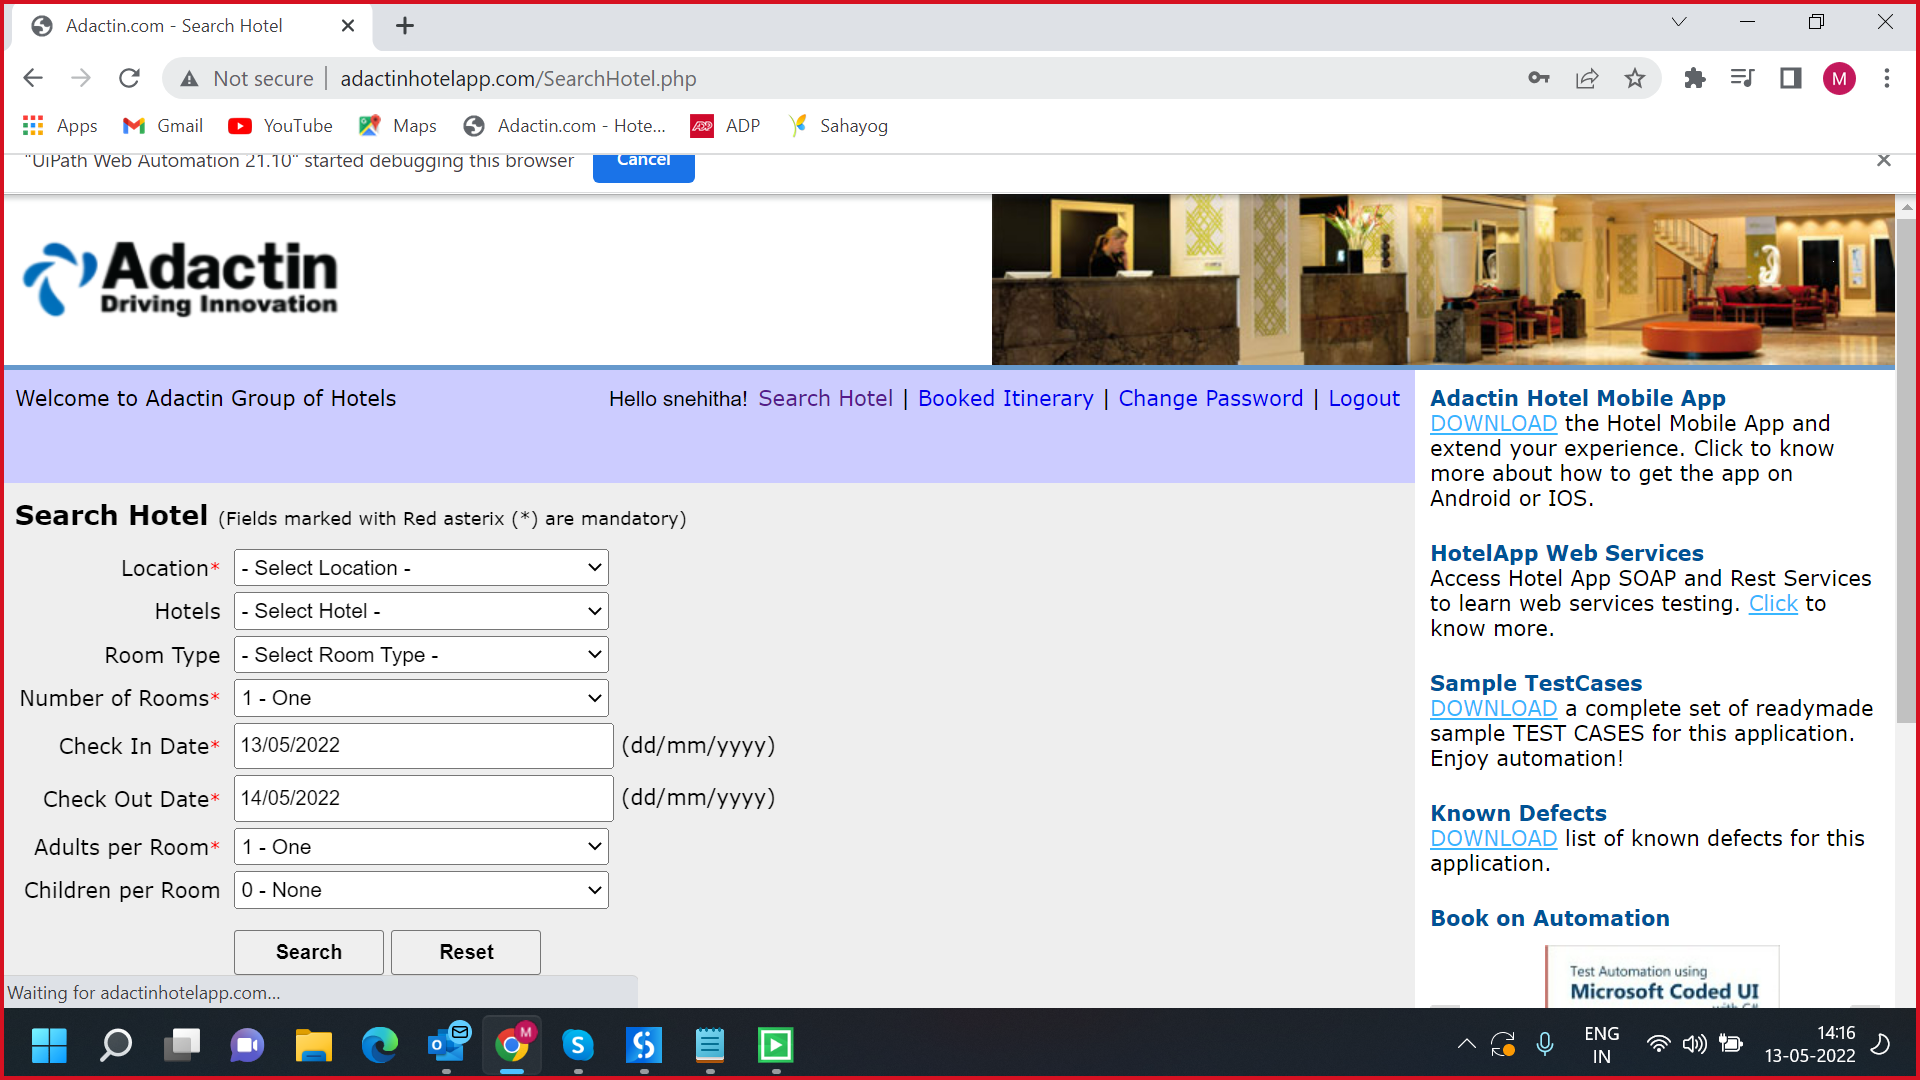 Adactin.com - Search Hotel
Not secure
adactinhotelapp.com/SearchHotel.php
M
Apps
Gmail
YouTube
Maps
Adactin.com - Hote...
ADP
ADP
Sahayog
"UiPath Web Automation 21.10" started debugging this browser
Cancel
Adactin
Driving Innovation
Welcome to Adactin Group of Hotels
Hello snehitha! Search Hotel | Booked Itinerary | Change Password | Logout
Search Hotel (Fields marked with Red asterix (*) are mandatory)
Location* - Select Location -
Hotels - Select Hotel -
Room Type - Select Room Type -
Number of Rooms* 1 - One
Check In Date* 13/05/2022 (dd/mm/yyyy)
Check Out Date* 14/05/2022 (dd/mm/yyyy)
Adults per Room* 1 - One
Children per Room 0 - None
Search
Reset
Adactin Hotel Mobile App
DOWNLOAD the Hotel Mobile App and
extend your experience. Click to know
more about how to get the app on
Android or IOS.
HotelApp Web Services
Access Hotel App SOAP and Rest Services
to learn web services testing. Click to
know more.
Sample TestCases
DOWNLOAD a complete set of readymade
sample TEST CASES for this application.
Enjoy automation!
Known Defects
DOWNLOAD list of known defects for this
application.
Book on Automation
Test Automation using
Microsoft Coded UI
with C#
Waiting for adactinhotelapp.com...
M
ENG
IN
14:16
13-05-2022